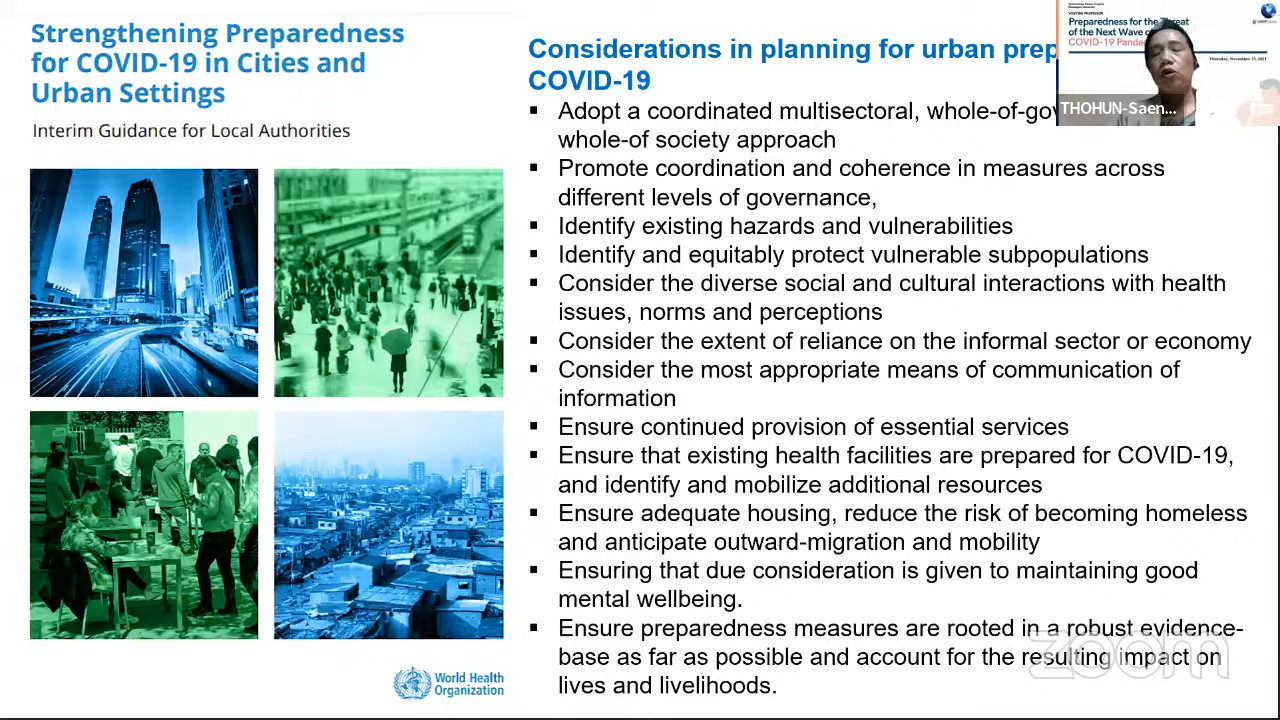 Strengthening Preparedness
for COVID-19 in Cities and
Urban Settings
Interim Guidance for Local Authorities
World Health
Organization
Considerations in planning for urban prep
COVID-19
▪ Adopt a coordinated multisectoral, whole-of-gov
whole-of society approach
▪ Promote coordination and coherence in measures across
different levels of governance,
▪ Identify existing hazards and vulnerabilities
▪ Identify and equitably protect vulnerable subpopulations
▪ Consider the diverse social and cultural interactions with health
issues, norms and perceptions
▪ Consider the extent of reliance on the informal sector or economy
▪ Consider the most appropriate means of communication of
information
▪ Ensure continued provision of essential services
▪ Ensure that existing health facilities are prepared for COVID-19,
and identify and mobilize additional resources
▪ Ensure adequate housing, reduce the risk of becoming homeless
and anticipate outward-migration and mobility
▪ Ensuring that due consideration is given to maintaining good
mental wellbeing.
▪ Ensure preparedness measures are rooted in a robust evidence-
base as far as possible and account for the resulting impact on
lives and livelihoods.
VISITING PROFESSOR
Preparedness for the Threat
of the Next Wave of
COVID-19 Pande
Thursday, November 25, 2021
THOHUN-Saen...
zoom